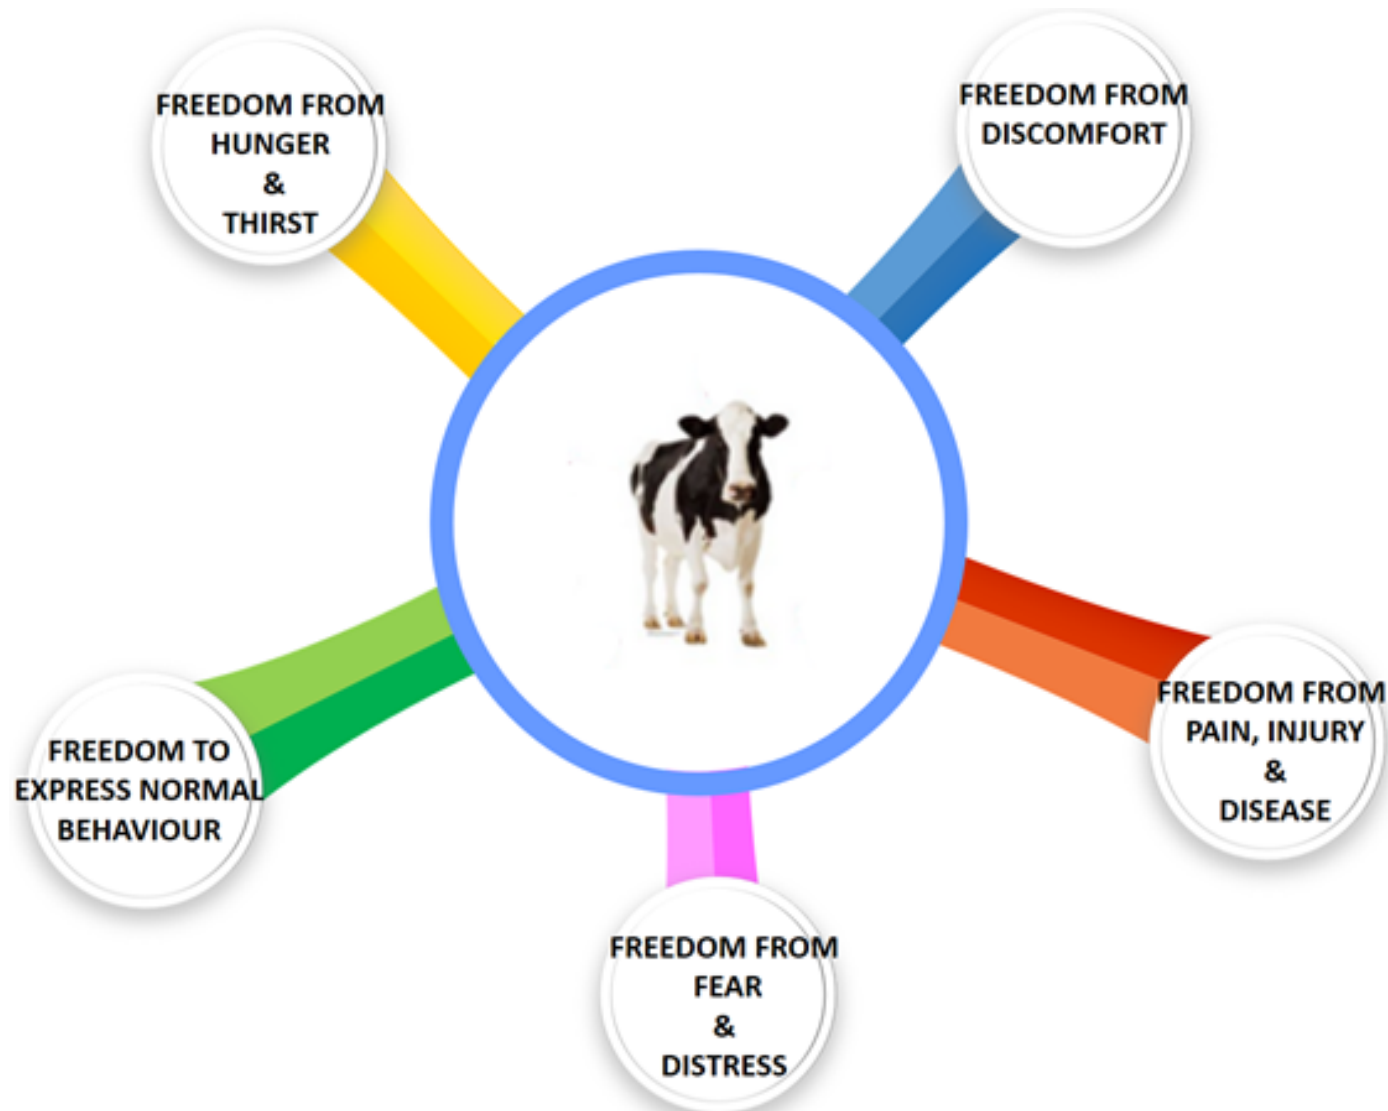 FREEDOM FROM
HUNGER
&
THIRST
FREEDOM FROM
DISCOMFORT
FREEDOM FROM
PAIN, INJURY
&
DISEASE
FREEDOM TO
EXPRESS NORMAL
BEHAVIOUR
FREEDOM FROM
FEAR
&
DISTRESS